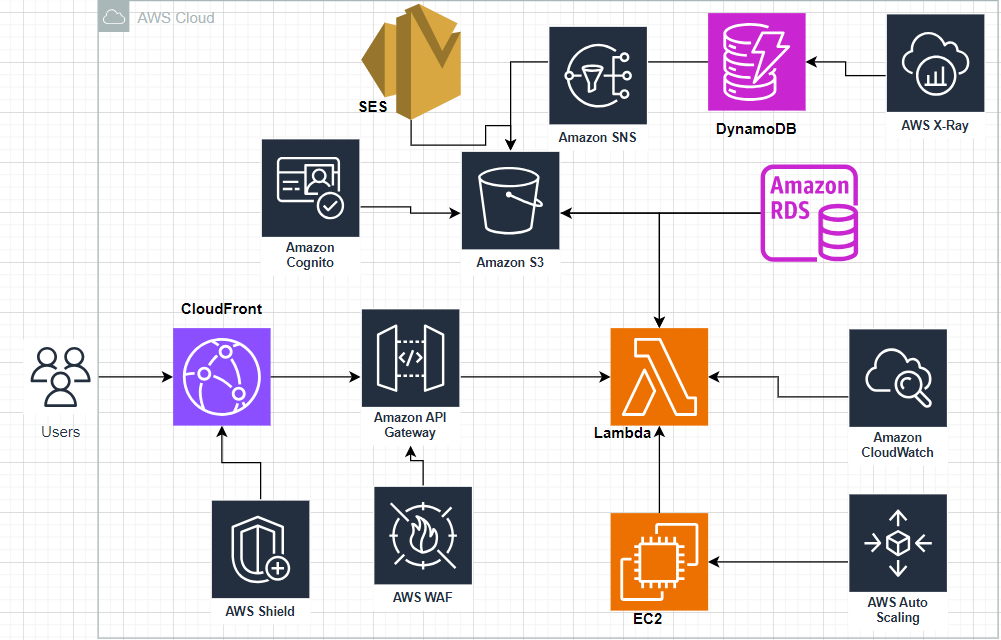 AWS Cloud
SES
Amazon SNS
DynamoDB
AWS X-Ray
Amazon
Cognito
Amazon S3
Amazon
RDS
CloudFront
Users
</>
Amazon API
Gateway
Lambda
Amazon
CloudWatch
AWS Shield
AWS WAF
EC2
AWS Auto
Scaling